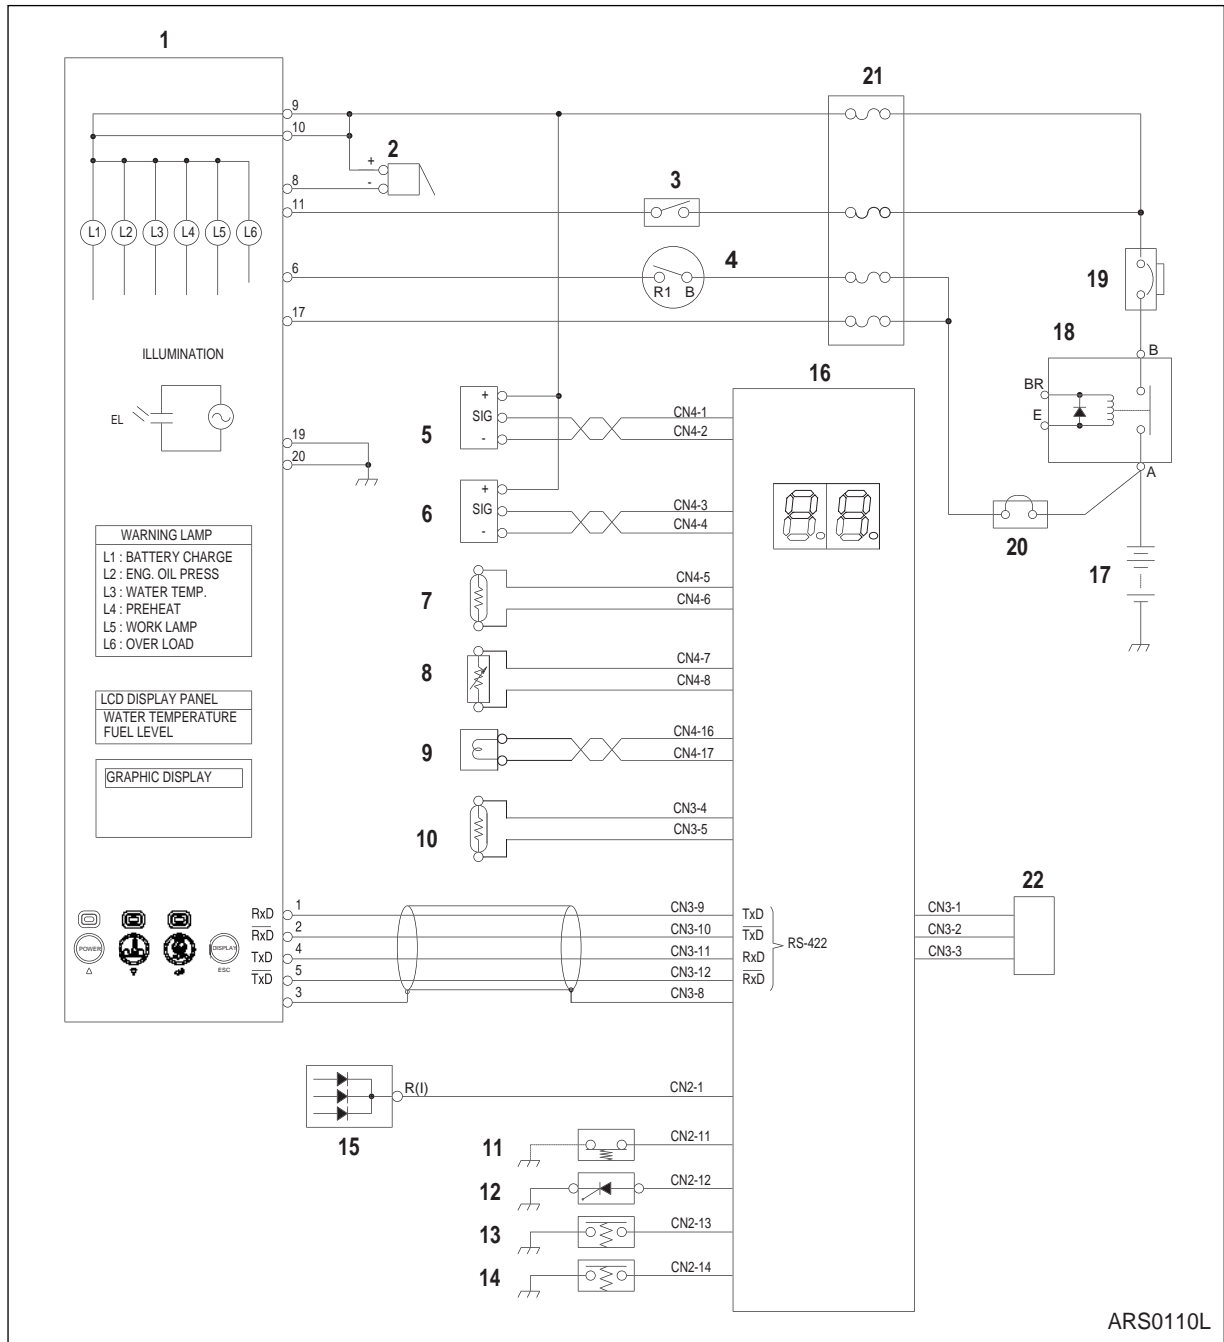 1
21
9
10
2
+
-
8
3
11
L1 L2 L3 L4 L5 L6
6
4
R1 B
19
17
18
ILLUMINATION
16
B
BR
E
A
EL
+
SIG
-
5
CN4-1
CN4-2
19
20
+
SIG
-
6
CN4-3
CN4-4
20
17
WARNING LAMP
L1 : BATTERY CHARGE
L2 : ENG. OIL PRESS
L3 : WATER TEMP.
L4 : PREHEAT
L5 : WORK LAMP
L6 : OVER LOAD
7
CN4-5
CN4-6
8
CN4-7
CN4-8
LCD DISPLAY PANEL
WATER TEMPERATURE
FUEL LEVEL
9
CN4-16
CN4-17
GRAPHIC DISPLAY
10
CN3-4
CN3-5
22
POWER
DISPLAY
ESC
RxD 1 CN3-9 TxD CN3-1
RxD 2 CN3-10 TxD CN3-2
TxD 4 CN3-11 RxD CN3-3
TxD 5 CN3-12 RxD
RS-422
3 CN3-8
R(I)
CN2-1
15
11 CN2-11
12 CN2-12
13 CN2-13
14 CN2-14
ARS0110L